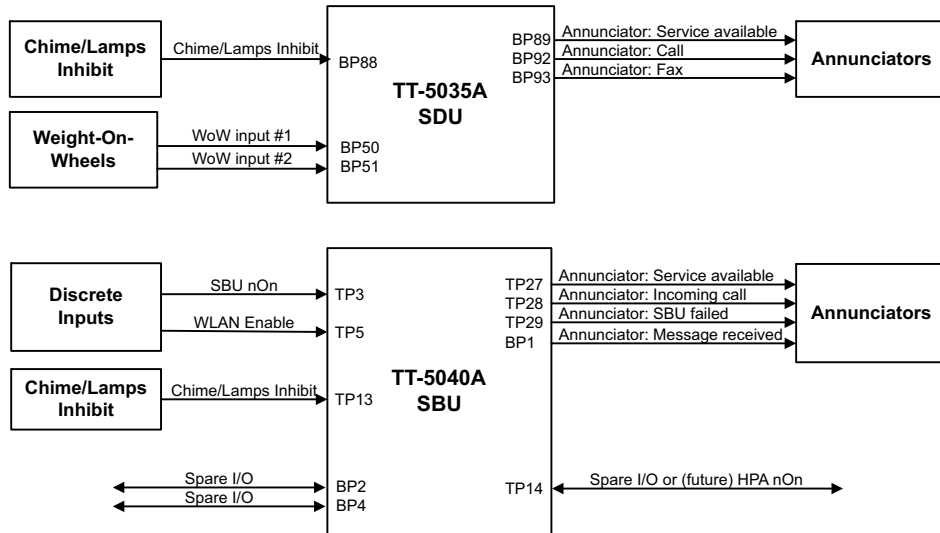 Chime/Lamps
Inhibit
Chime/Lamps Inhibit
BP88
Weight-On-
Wheels
WoW input #1
WoW input #2
BP50
BP51
TT-5035A
SDU
BP89
BP92
BP93
Annunciator: Service available
Annunciator: Call
Annunciator: Fax
Annunciators
Discrete
Inputs
SBU nOn
WLAN Enable
TP3
TP5
Chime/Lamps
Inhibit
Chime/Lamps Inhibit
TP13
Spare I/O
Spare I/O
BP2
BP4
TT-5040A
SBU
TP27
TP28
TP29
BP1
Annunciator: Service available
Annunciator: Incoming call
Annunciator: SBU failed
Annunciator: Message received
Annunciators
TP14
Spare I/O or (future) HPA nOn